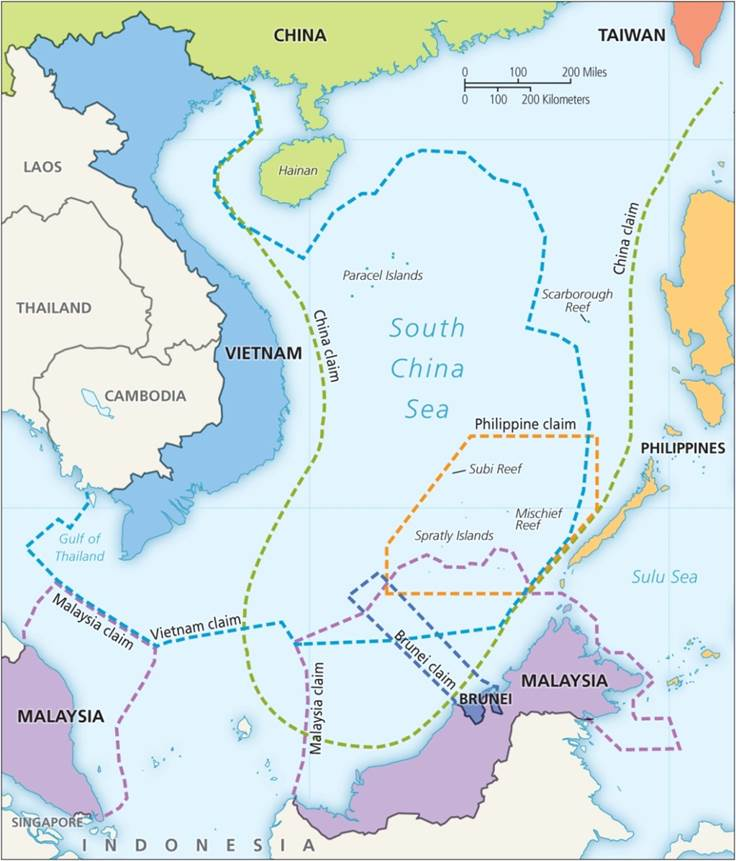 CHINA
TAIWAN
0 100 200 Miles
0 100 200 Kilometers
LAOS
Hainan
China claim
Paracel Islands
Scarborough
Reef
THAILAND
China claim
South
China
Sea
VIETNAM
CAMBODIA
Philippine claim
PHILIPPINES
Subi Reef
Mischief
Reef
Spratly Islands
Gulf of
Thailand
Sulu Sea
Malaysia claim
Vietnam claim
Brunei claim
Malaysia claim
MALAYSIA
BRUNEI
MALAYSIA
SINGAPORE
INDONESIA